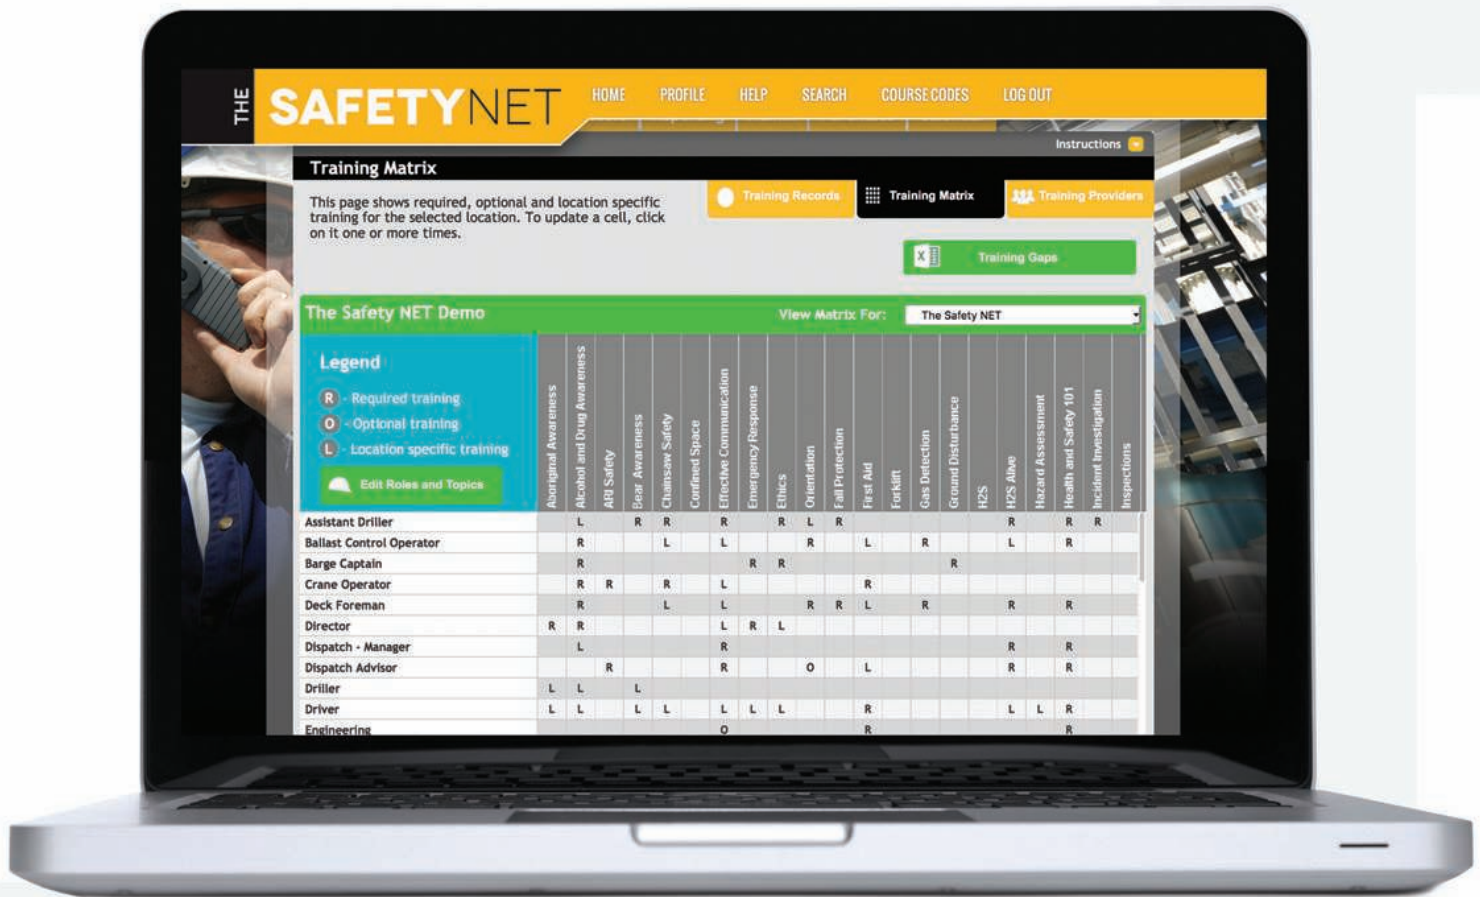 THE SAFETYNET HOME PROFILE HELP SEARCH COURSE CODES LOG OUT
Instructions
Training Matrix
This page shows required, optional and location specific
training for the selected location. To update a cell, click
on it one or more times.
Training Records Training Matrix Training Providers
X Training Gaps
The Safety NET Demo View Matrix For: The Safety NET
Legend
R - Required training
O - Optional training
L - Location specific training
Edit Roles and Topics
Aboriginal Awareness
Alcohol and Drug Awareness
ARI Safety
Bear Awareness
Chainsaw Safety
Confined Space
Effective Communication
Emergency Response
Ethics
Orientation
Fall Protection
First Aid
Forklift
Gas Detection
Ground Disturbance
H2S
H2S Alive
Hazard Assessment
Health and Safety 101
Incident Investigation
Inspections
Assistant Driller L R R R R L R R R R
Ballast Control Operator R L L R L R L R
Barge Captain R R R R
Crane Operator R R R L R
Deck Foreman R L L R R L R R R
Director R R L R L
Dispatch - Manager L R R R
Dispatch Advisor R R O L R R
Driller L L L
Driver L L L L L L L R L L R
Engineering O R R